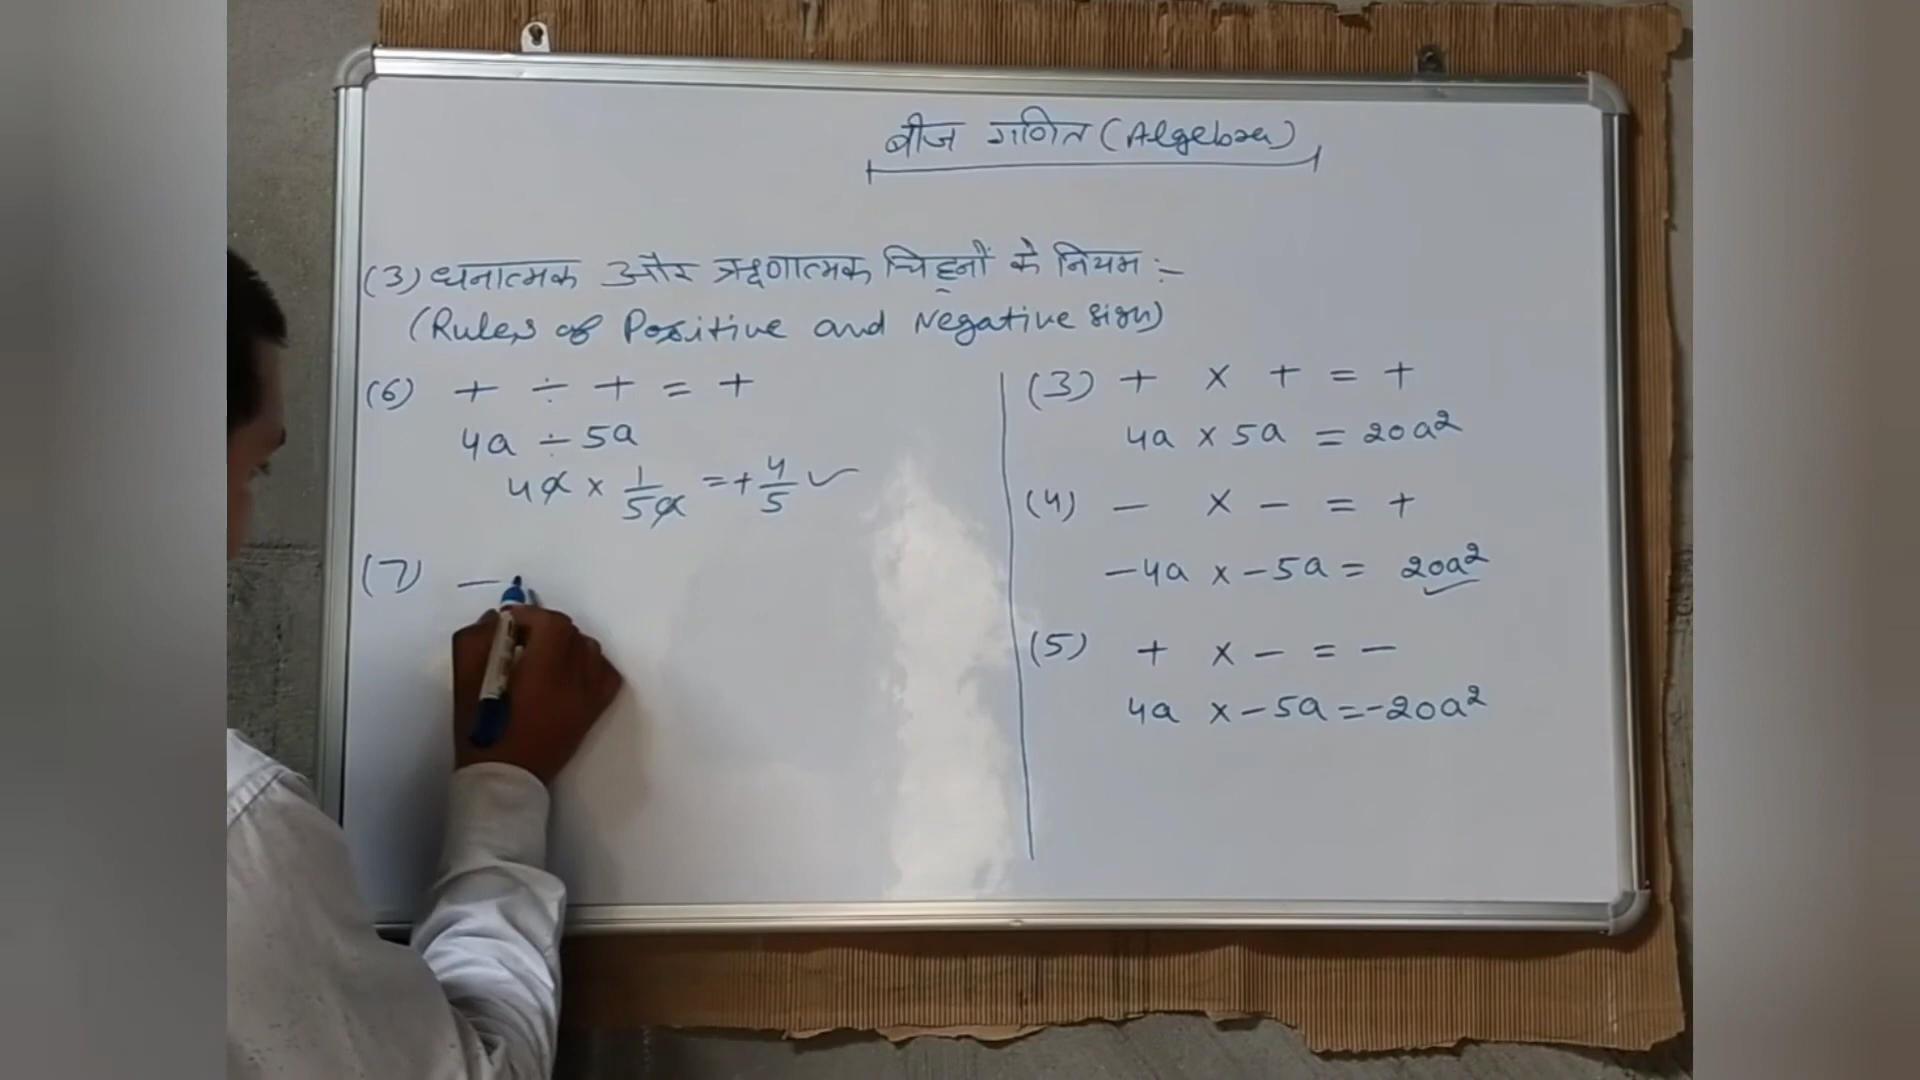 बीज गणित (Algebra)
(3) धनात्मक और ऋणात्मक चिह्नों के नियम :-
(Rules of Positive and Negative sign)
(6) + ÷ + = +
4a ÷ 5a
4a × 1/5a = + 4/5 ✓
(7) —
(3) + × + = +
4a × 5a = 20a²
(4) — × — = +
-4a × -5a = 20a²
(5) + × — = —
4a × -5a = -20a²